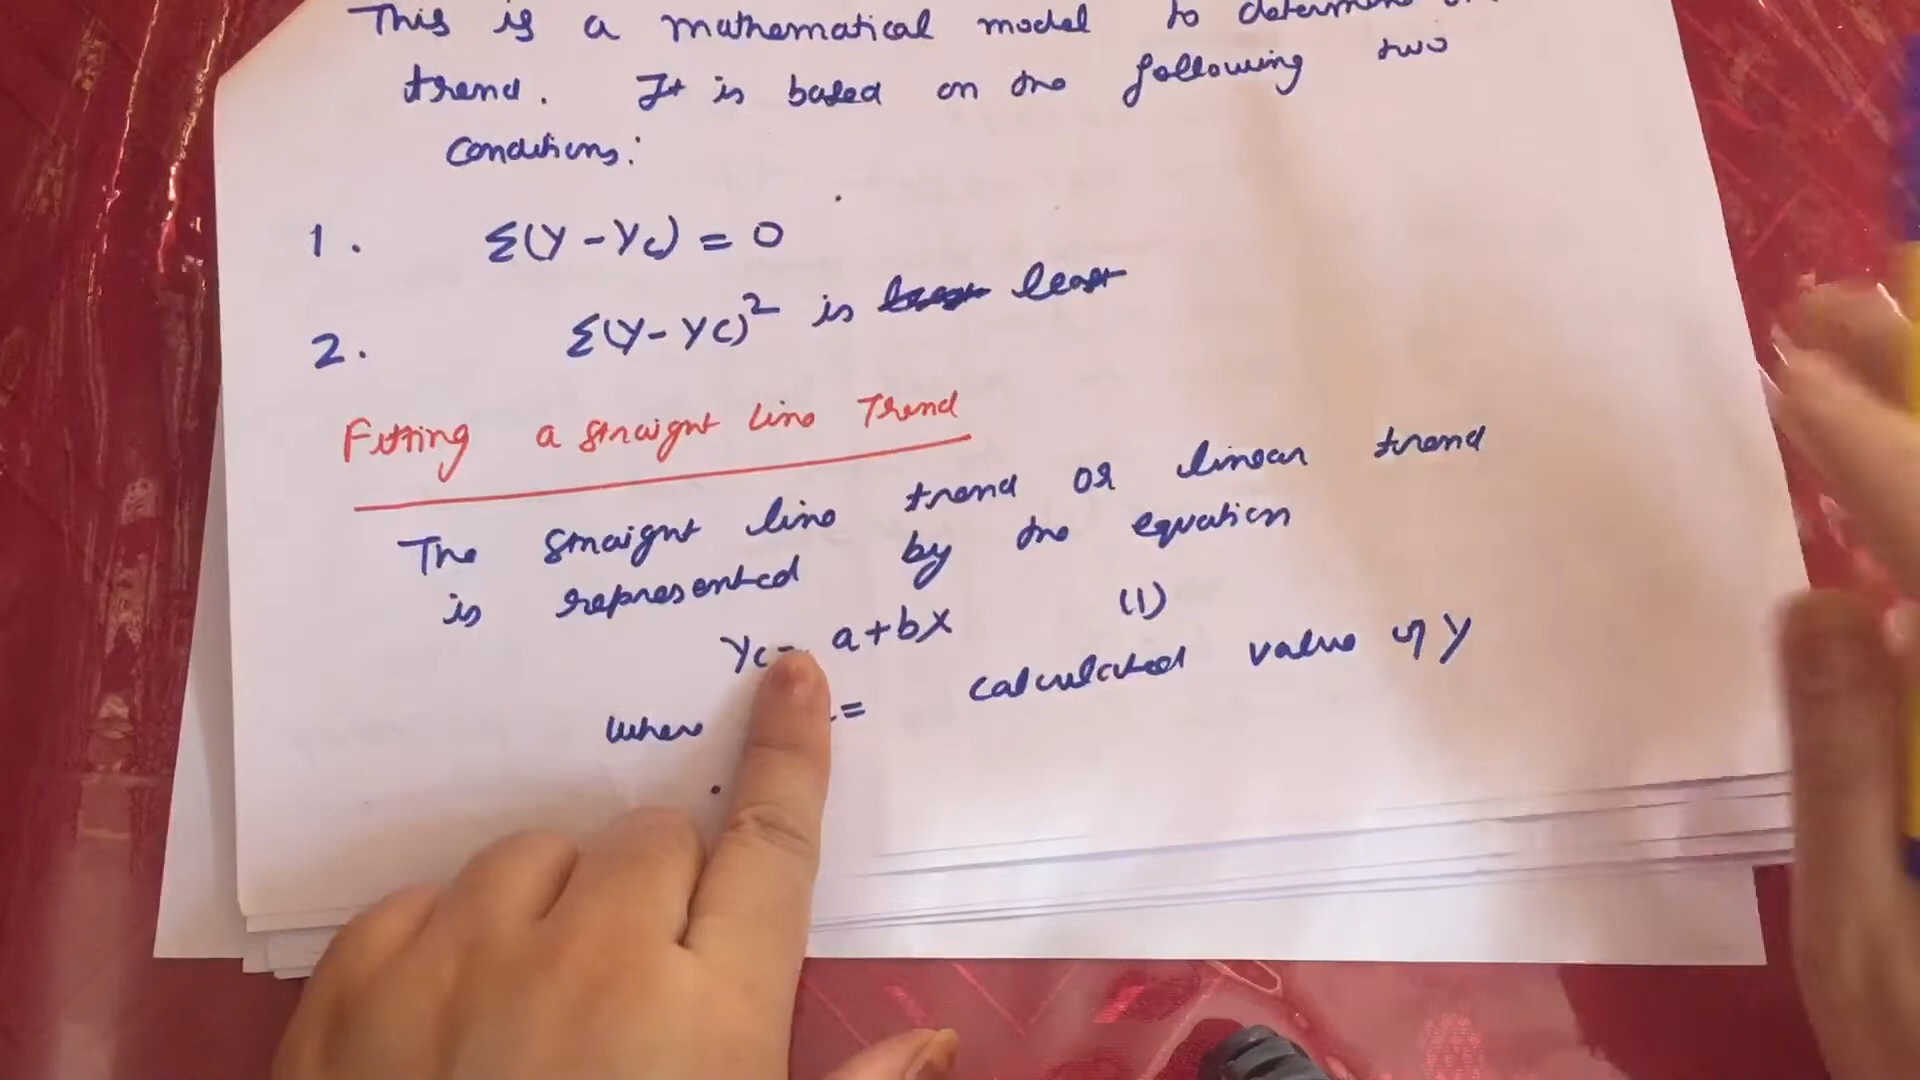 This is a mathematical model to determine
trend. It is based on the following two
conditions:
1. Σ(Y-Yc) = 0
2. Σ(Y-Yc)² is least
Fitting a straight line Trend
The straight line trend or linear trend
is represented by the equation
Yc = a+bX (1)
where = calculated value of Y